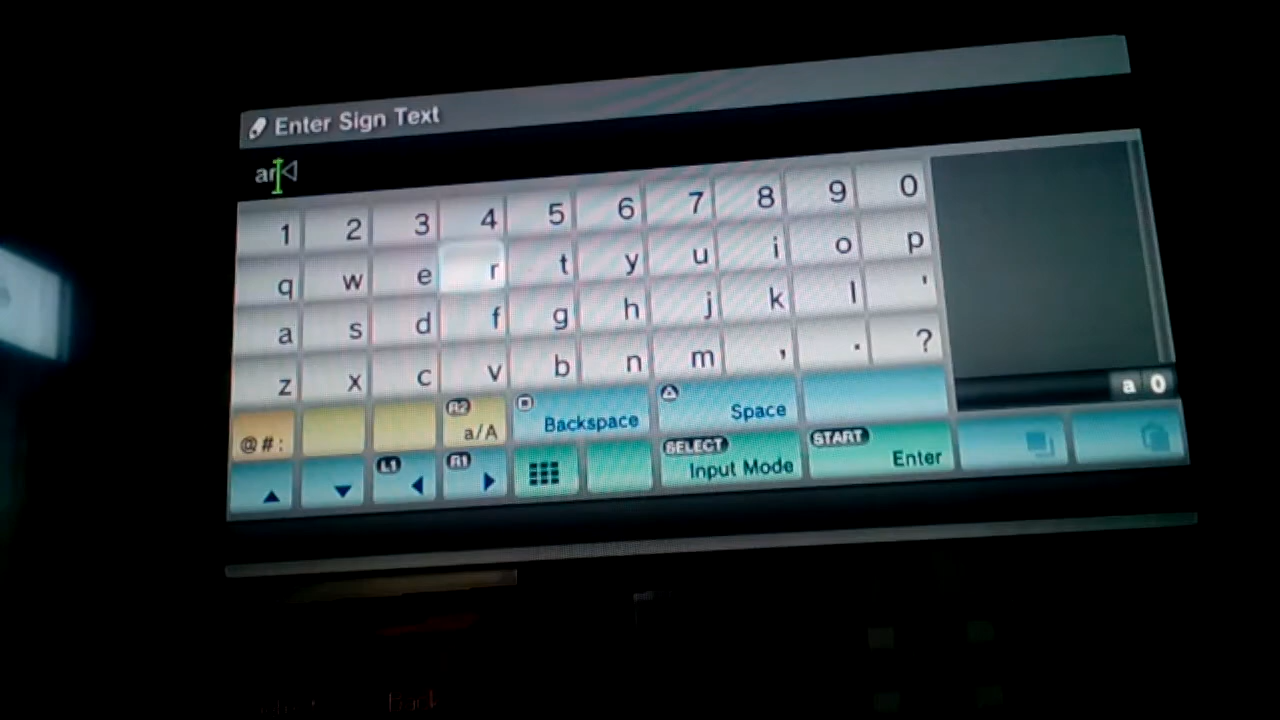 Enter Sign Text
ar
1 2 3 4 5 6 7 8 9 0
q w e r t y u i o p
a s d f g h j k l '
z x c v b n m , . ?
@#: R2 a/A Backspace Space
a 0
L1 R1 SELECT Input Mode START Enter